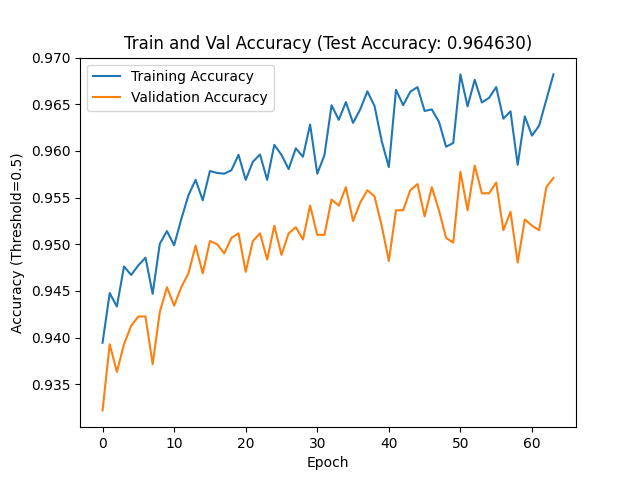 Train and Val Accuracy (Test Accuracy: 0.964630)
Training Accuracy
Validation Accuracy
Accuracy (Threshold=0.5)
0.970
0.965
0.960
0.955
0.950
0.945
0.940
0.935
0 10 20 30 40 50 60
Epoch